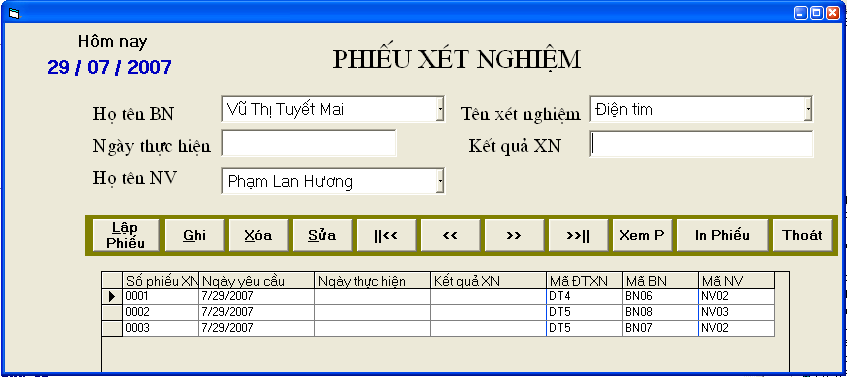 Hôm nay
29 / 07 / 2007
PHIẾU XÉT NGHIỆM
Họ tên BN Vũ Thị Tuyết Mai Tên xét nghiệm Điện tim
Ngày thực hiện Kết quả XN
Họ tên NV Phạm Lan Hương
Lập Phiếu Ghi Xóa Sửa ||<< << >> >>|| Xem P In Phiếu Thoát
Số phiếu XN Ngày yêu cầu Ngày thực hiện Kết quả XN Mã ĐTXN Mã BN Mã NV
0001 7/29/2007 DT4 BN06 NV02
0002 7/29/2007 DT5 BN08 NV03
0003 7/29/2007 DT5 BN07 NV02